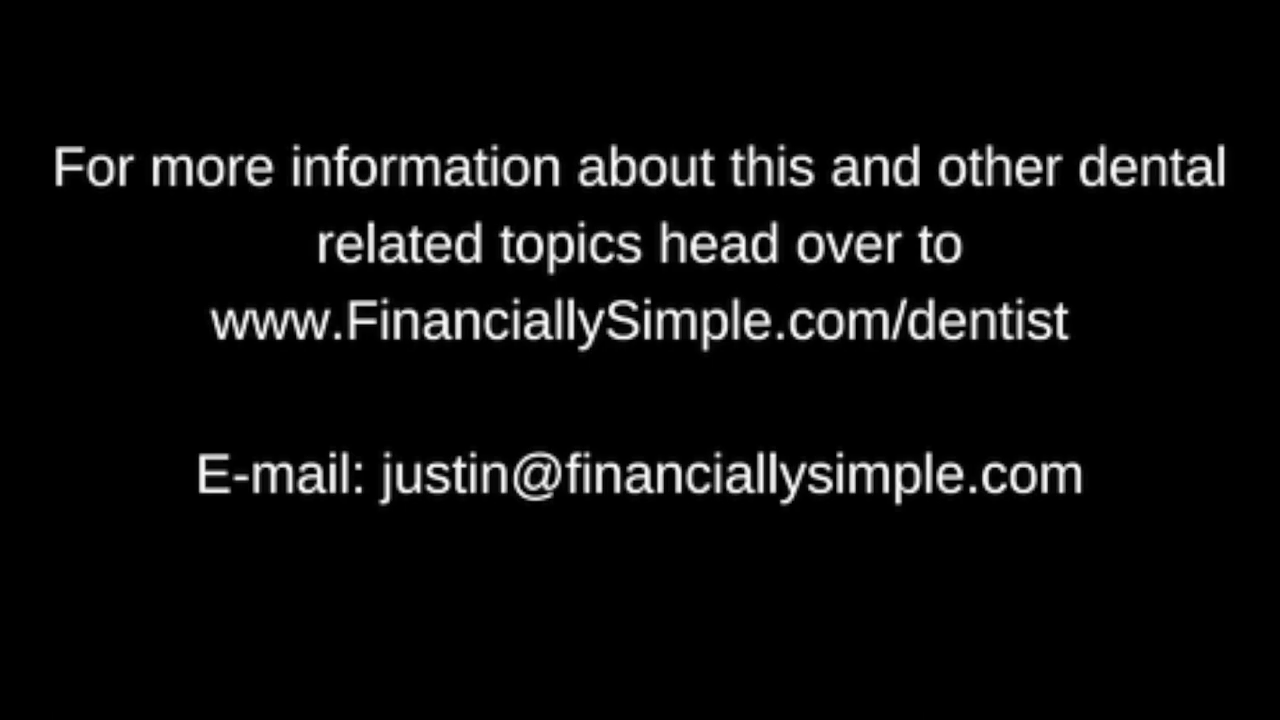 For more information about this and other dental
related topics head over to
www.FinanciallySimple.com/dentist
E-mail: justin@financiallysimple.com